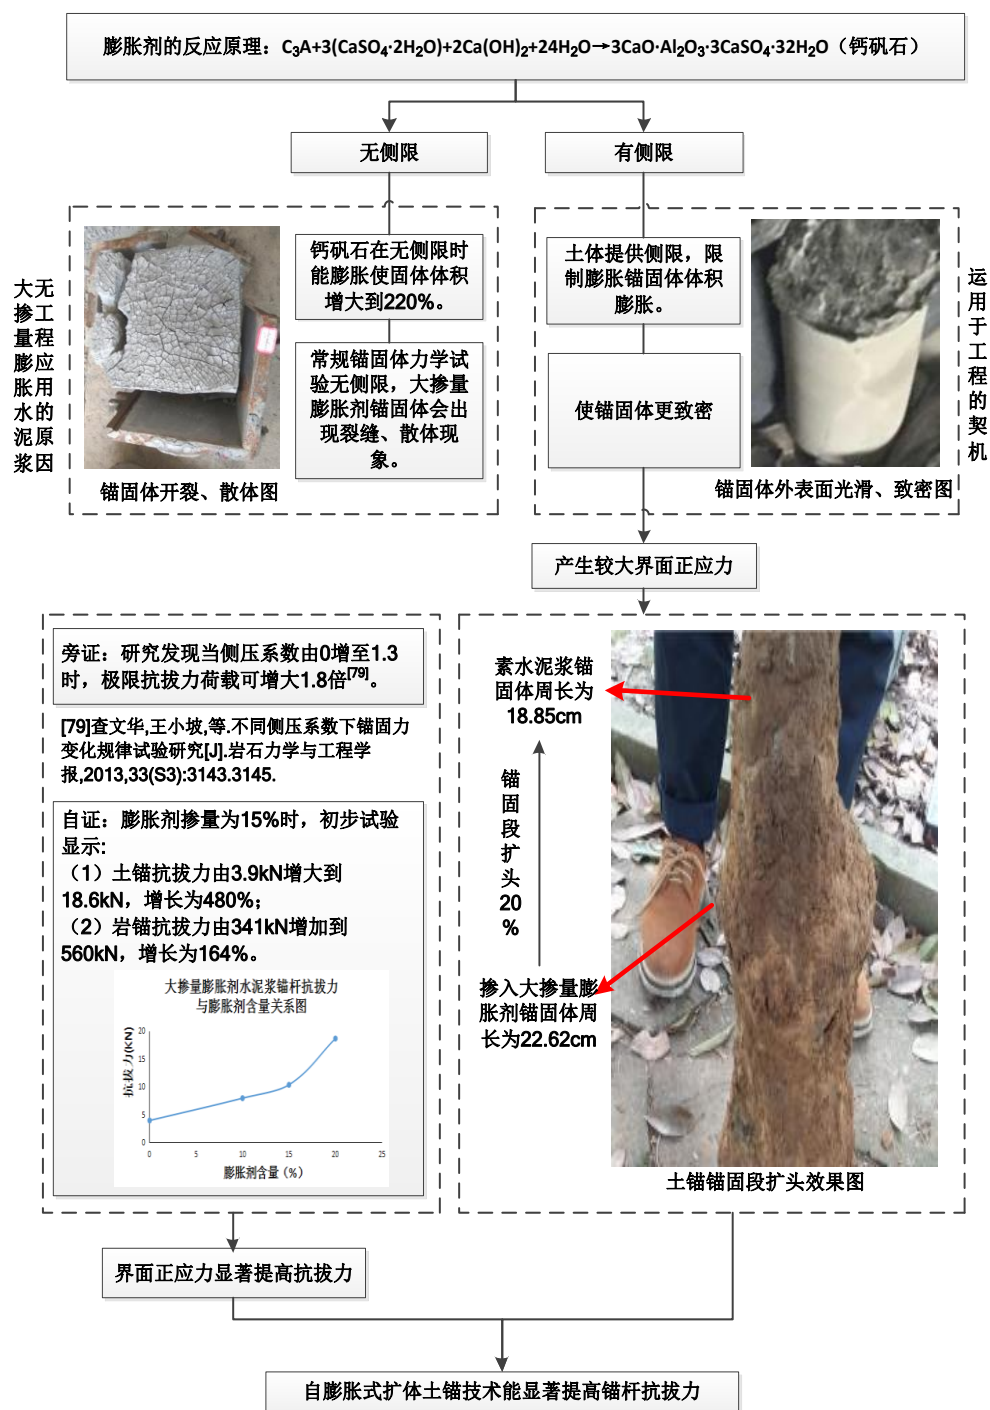 膨胀剂的反应原理：C₃A+3(CaSO₄·2H₂O)+2Ca(OH)₂+24H₂O→3CaO·Al₂O₃·3CaSO₄·32H₂O（钙矾石）
无侧限
有侧限
大掺量膨胀水泥浆
无工程应用的原因
钙矾石在无侧限时
能膨胀使固体体积
增大到220%。
常规锚固体力学试
验无侧限，大掺量
膨胀剂锚固体会出
现裂缝、散体现
象。
锚固体开裂、散体图
土体提供侧限，限
制膨胀锚固体体积
膨胀。
使锚固体更致密
锚固体外表面光滑、致密图
运用于工程的契机
产生较大界面正应力
旁证：研究发现当侧压系数由0增至1.3
时，极限抗拔力荷载可增大1.8倍[79]。
[79]查文华,王小坡,等.不同侧压系数下锚固力
变化规律试验研究[J].岩石力学与工程学
报,2013,33(S3):3143.3145.
自证：膨胀剂掺量为15%时，初步试验
显示:
（1）土锚抗拔力由3.9kN增大到
18.6kN，增长为480%；
（2）岩锚抗拔力由341kN增加到
560kN，增长为164%。
大掺量膨胀剂水泥浆锚杆抗拔力
与膨胀剂含量关系图
抗拔力(KN)
20
15
10
5
0
0 5 10 15 20 25
膨胀剂含量（%）
素水泥浆锚
固体周长为
18.85cm
锚固段扩头20%
掺入大掺量膨
胀剂锚固体周
长为22.62cm
土锚锚固段扩头效果图
界面正应力显著提高抗拔力
自膨胀式扩体土锚技术能显著提高锚杆抗拔力